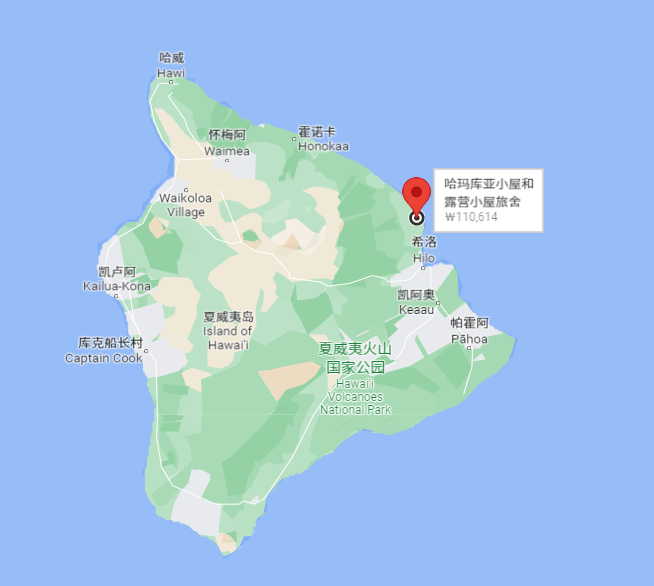 哈威
Hawi
怀梅阿
Waimea
霍诺卡
Honokaa
哈玛库亚小屋和
露营小屋旅舍
₩110,614
Waikoloa
Village
希洛
Hilo
凯卢阿
Kailua-Kona
凯阿奥
Keaau
夏威夷岛
Island of
Hawai'i
帕霍阿
Pāhoa
库克船长村
Captain Cook
夏威夷火山
国家公园
Hawai'i
Volcanoes
National Park